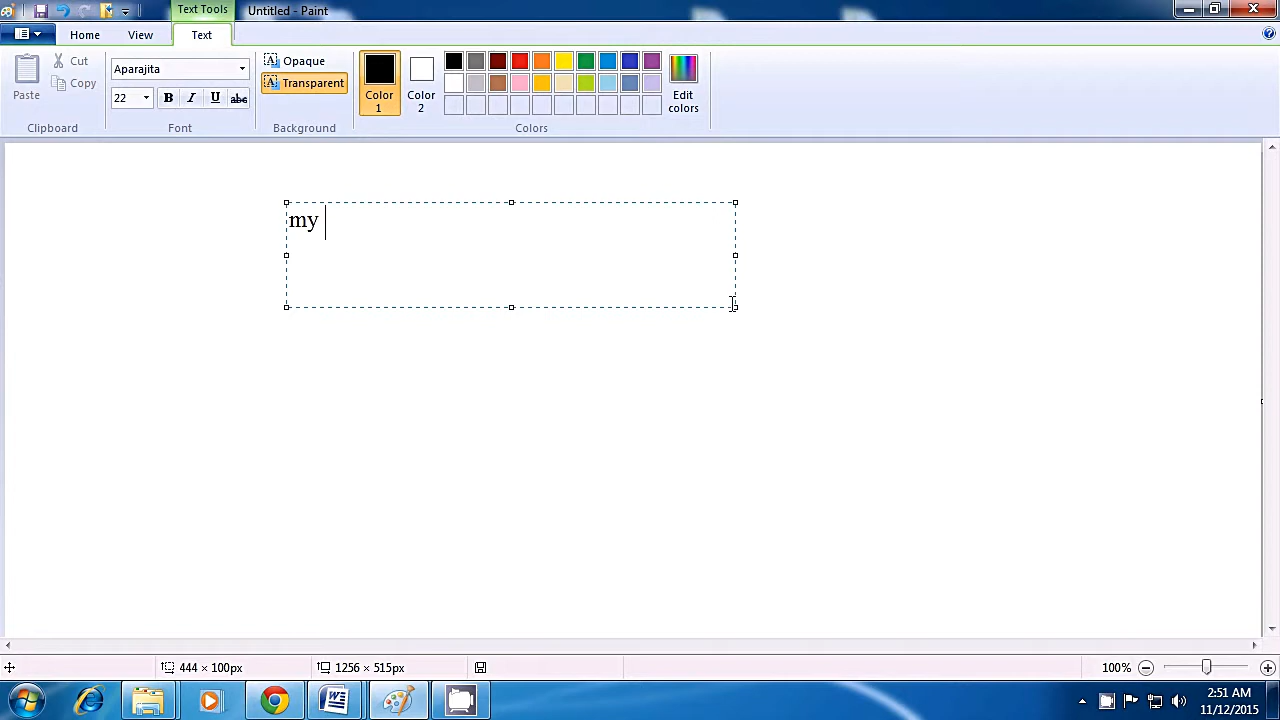 Text Tools Untitled - Paint
Home View Text
Cut
Copy
Paste
Clipboard
Aparajita
22 B I U abc
Font
Opaque
Transparent
Background
Color 1
Color 2
Edit colors
Colors
my
444 × 100px 1256 × 515px 100%
2:51 AM
11/12/2015